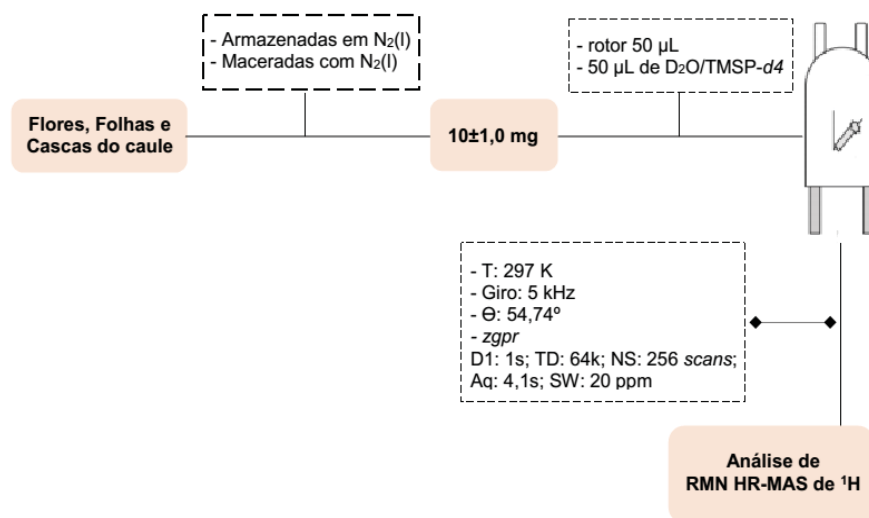 - Armazenadas em N₂(l)
- Maceradas com N₂(l)
- rotor 50 µL
- 50 µL de D₂O/TMSP-d4
Flores, Folhas e
Cascas do caule
10±1,0 mg
- T: 297 K
- Giro: 5 kHz
- Ө: 54,74º
- zgpr
D1: 1s; TD: 64k; NS: 256 scans;
Aq: 4,1s; SW: 20 ppm
Análise de
RMN HR-MAS de ¹H